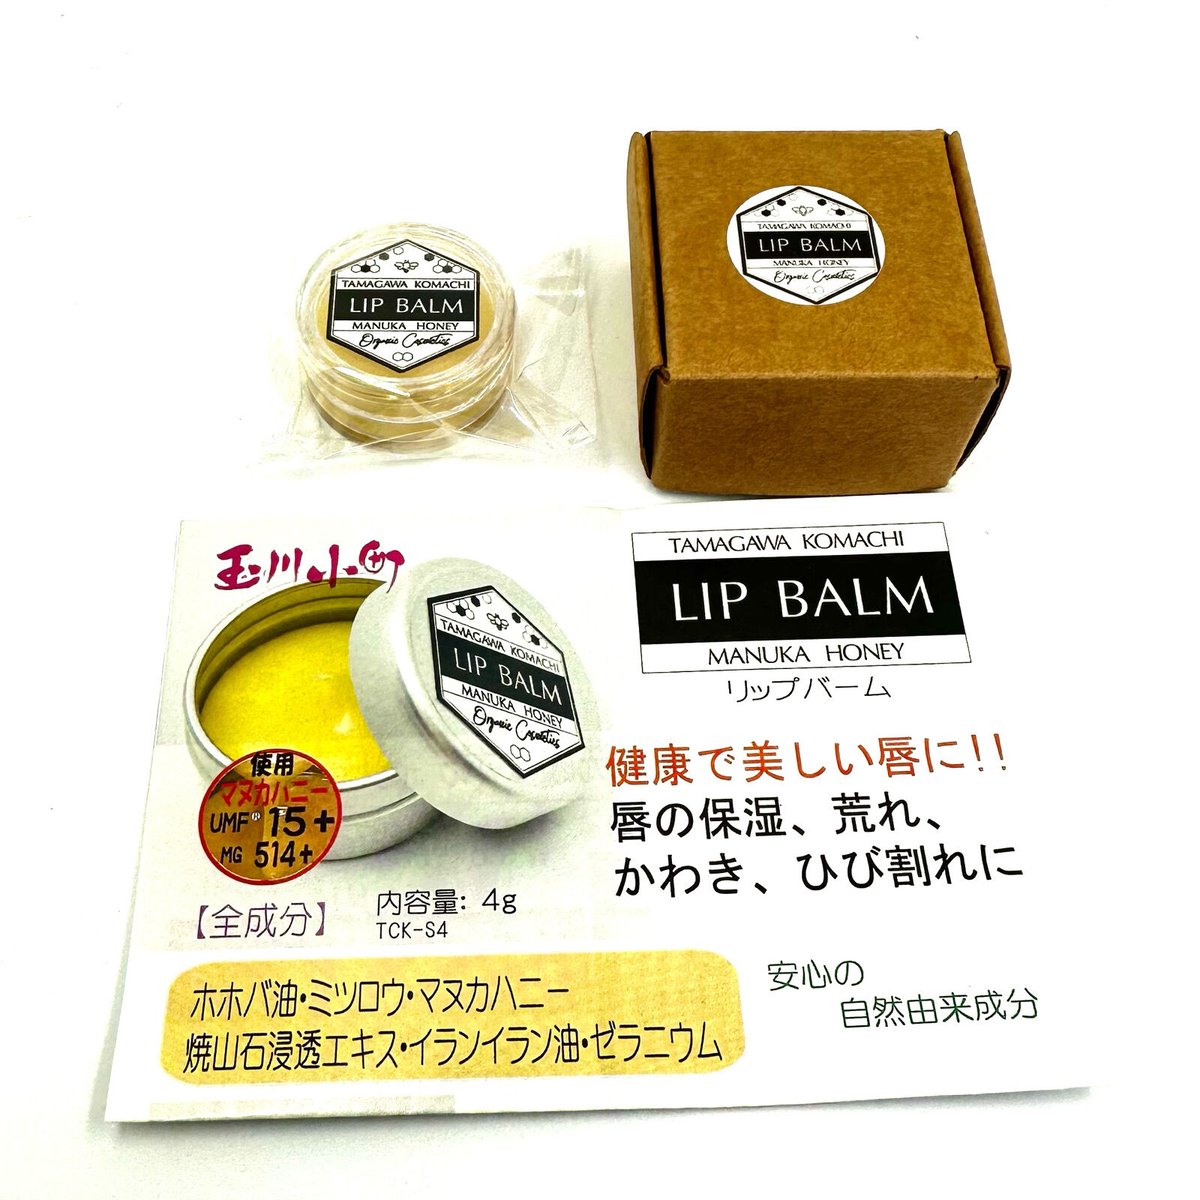 TAMAGAWA KOMACHI
LIP BALM
MANUKA HONEY
Organic Cosmetics
TAMAGAWA KOMACHI
LIP BALM
MANUKA HONEY
Organic Cosmetics
玉川小町
TAMAGAWA KOMACHI
LIP BALM
MANUKA HONEY
Organic Cosmetics
使用
マヌカハニー
UMF® 15+
MG 514+
【全成分】
内容量: 4g
TCK-S4
ホホバ油・ミツロウ・マヌカハニー
焼山石浸透エキス・イランイラン油・ゼラニウム
TAMAGAWA KOMACHI
LIP BALM
MANUKA HONEY
リップバーム
健康で美しい唇に!!
唇の保湿、荒れ、
かわき、ひび割れに
安心の
自然由来成分